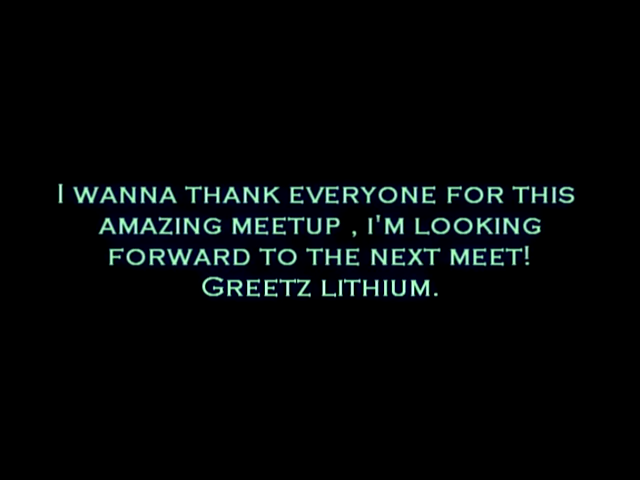 I WANNA THANK EVERYONE FOR THIS
AMAZING MEETUP , I'M LOOKING
FORWARD TO THE NEXT MEET!
GREETZ LITHIUM.